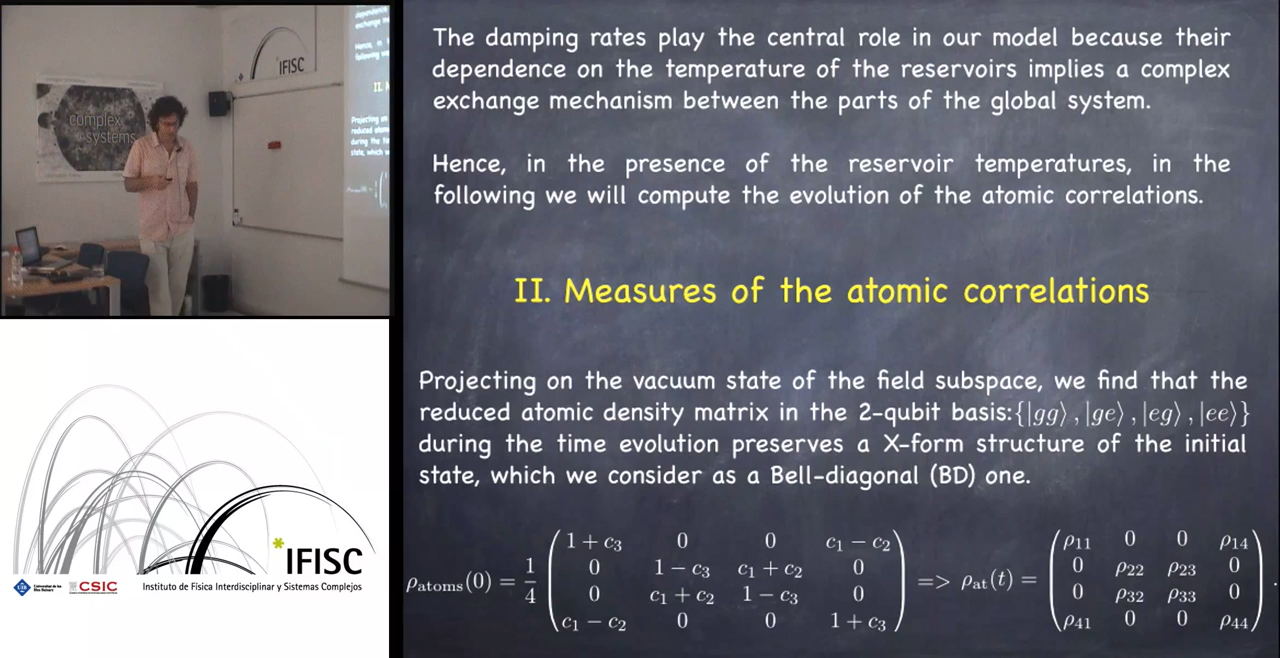 The damping rates play the central role in our model because their
dependence on the temperature of the reservoirs implies a complex
exchange mechanism between the parts of the global system.
Hence, in the presence of the reservoir temperatures, in the
following we will compute the evolution of the atomic correlations.
II. Measures of the atomic correlations
Projecting on the vacuum state of the field subspace, we find that the
reduced atomic density matrix in the 2-qubit basis:{|gg⟩ , |ge⟩ , |eg⟩ , |ee⟩}
during the time evolution preserves a X-form structure of the initial
state, which we consider as a Bell-diagonal (BD) one.
ρ_atoms(0) = 1/4 ( 1 + c₃ 0 0 c₁ − c₂ ; 0 1 − c₃ c₁ + c₂ 0 ; 0 c₁ + c₂ 1 − c₃ 0 ; c₁ − c₂ 0 0 1 + c₃ ) => ρ_at(t) = ( ρ₁₁ 0 0 ρ₁₄ ; 0 ρ₂₂ ρ₂₃ 0 ; 0 ρ₃₂ ρ₃₃ 0 ; ρ₄₁ 0 0 ρ₄₄ ) .
IFISC
complex
systems
IFISC
UIB
CSIC
Instituto de Física Interdisciplinar y Sistemas Complejos